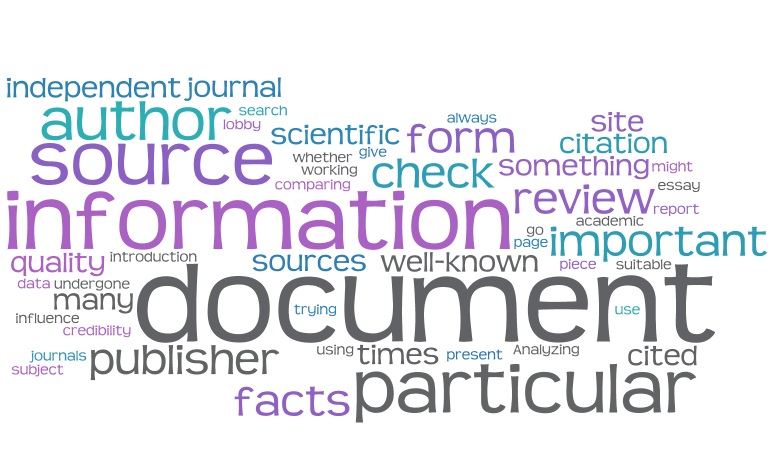 independent journal
author
search
lobby
scientific
form
always
site
citation
source
whether
give
working
comparing
check
something
might
essay
information
review
report
academic
go
page
important
quality
introduction
sources
well-known
piece
suitable
data
undergone
many
document
trying
use
influence
credibility
journals
subject
publisher
using
times
present
Analyzing
cited
facts
particular